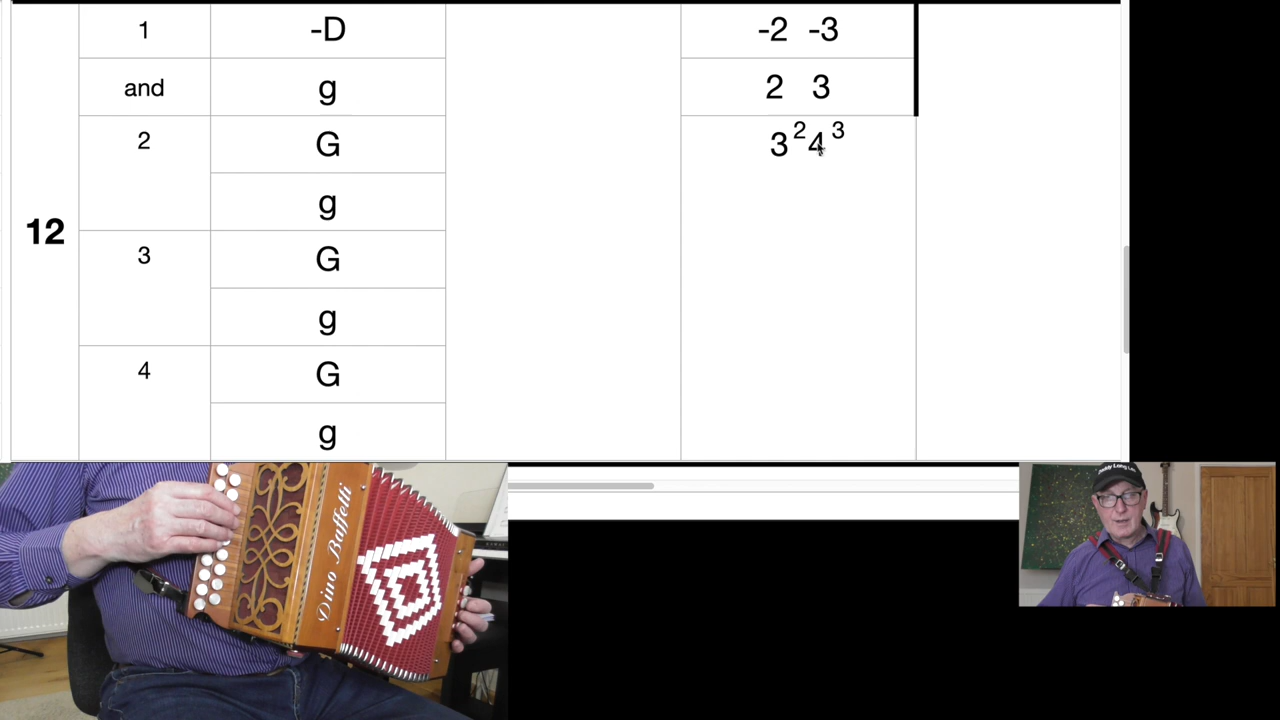 1 -D -2 -3
and g 2 3
2 G 3 2 4 3
g
12
3 G
g
4 G
g
Dino Baffetti